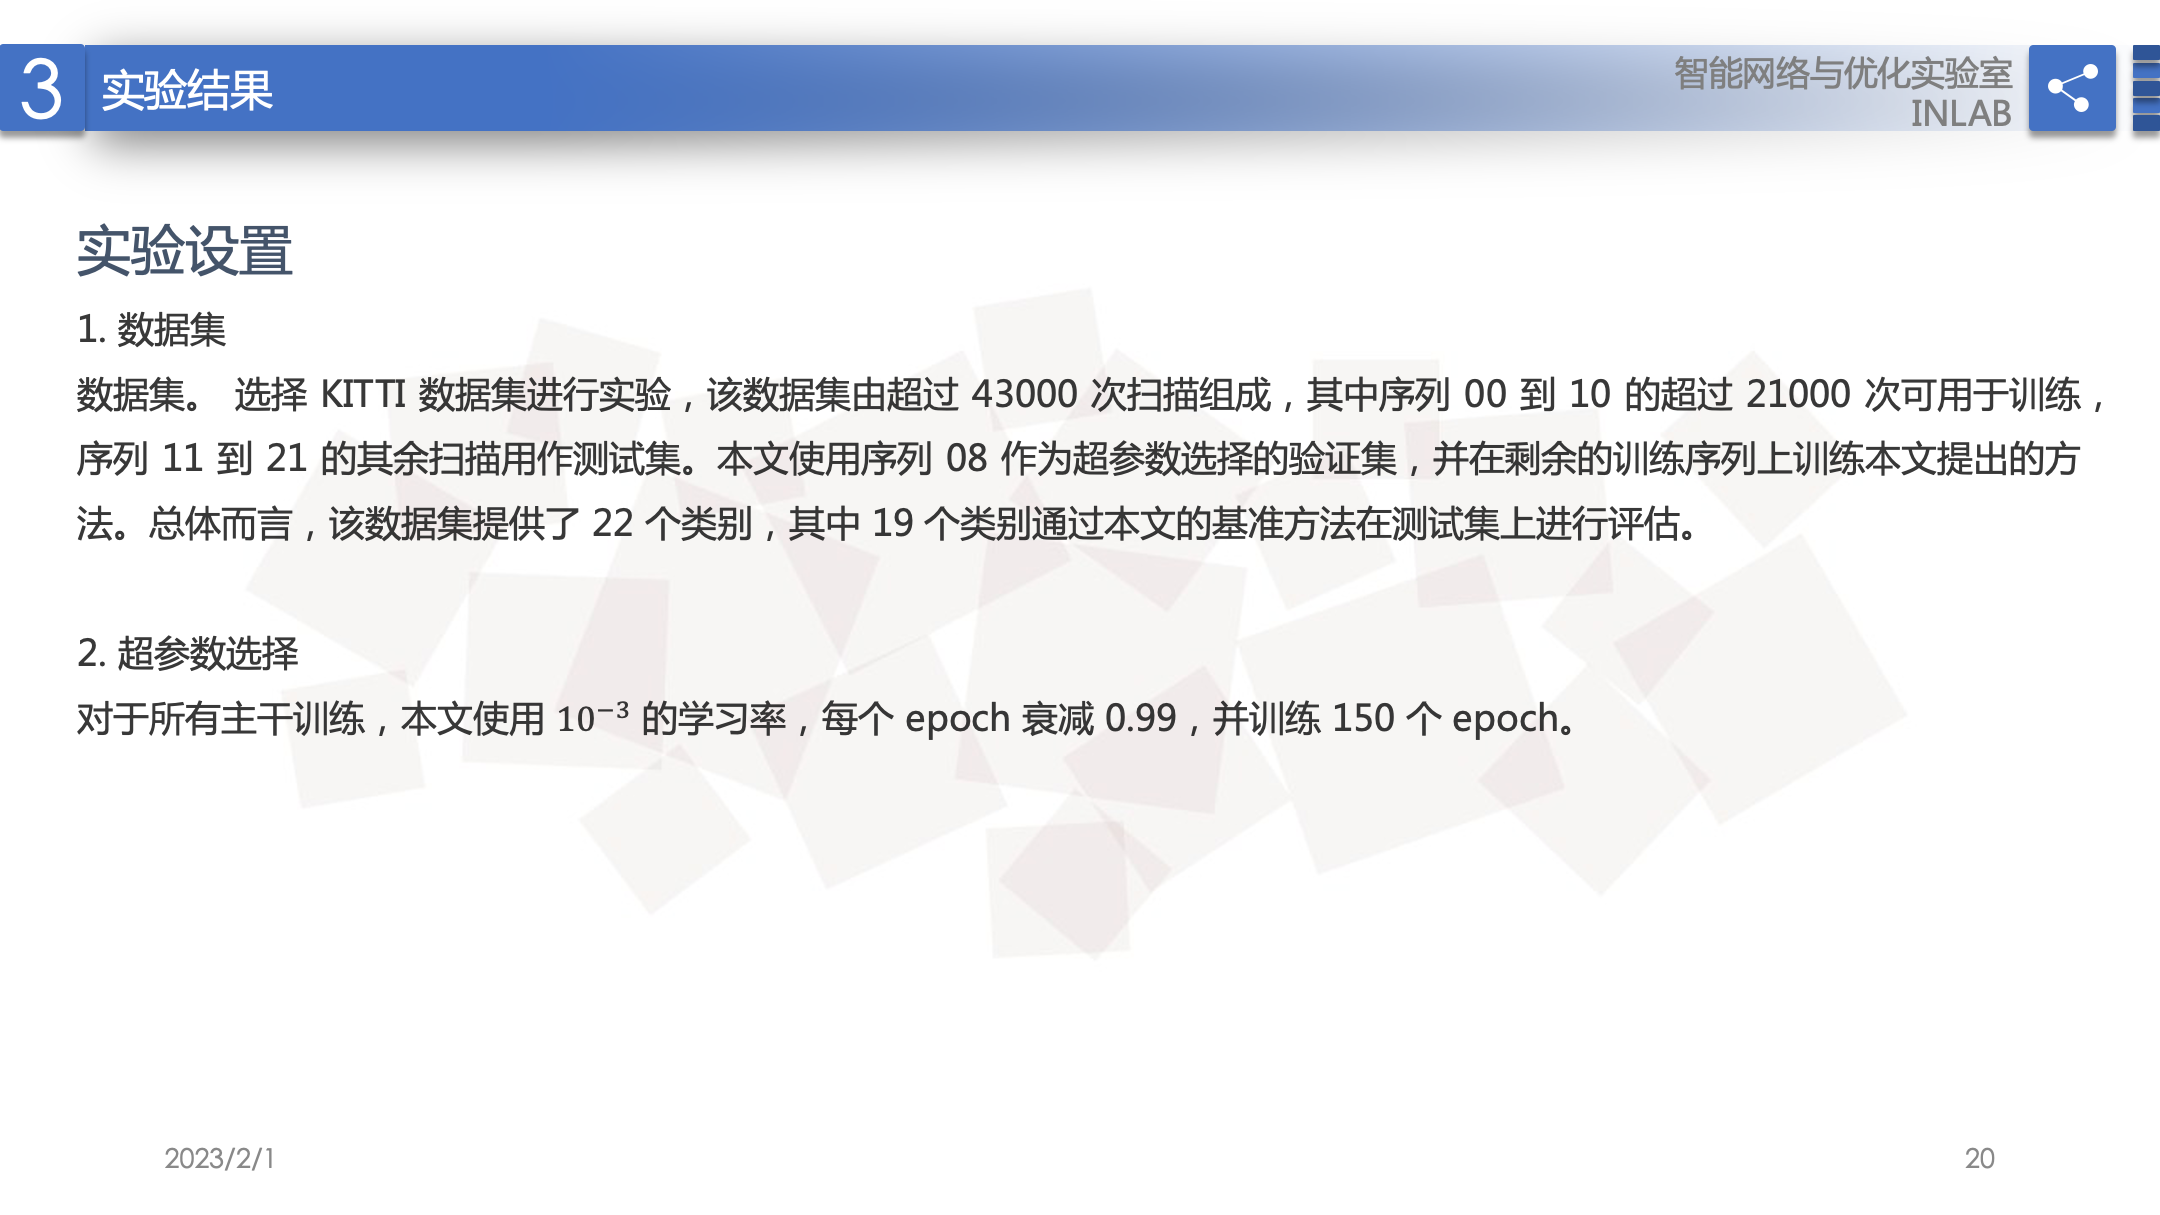 3
实验结果
智能网络与优化实验室
INLAB
实验设置
1. 数据集
数据集。 选择 KITTI 数据集进行实验，该数据集由超过 43000 次扫描组成，其中序列 00 到 10 的超过 21000 次可用于训练，
序列 11 到 21 的其余扫描用作测试集。本文使用序列 08 作为超参数选择的验证集，并在剩余的训练序列上训练本文提出的方
法。总体而言，该数据集提供了 22 个类别，其中 19 个类别通过本文的基准方法在测试集上进行评估。
2. 超参数选择
对于所有主干训练，本文使用 10⁻³ 的学习率，每个 epoch 衰减 0.99，并训练 150 个 epoch。
2023/2/1
20